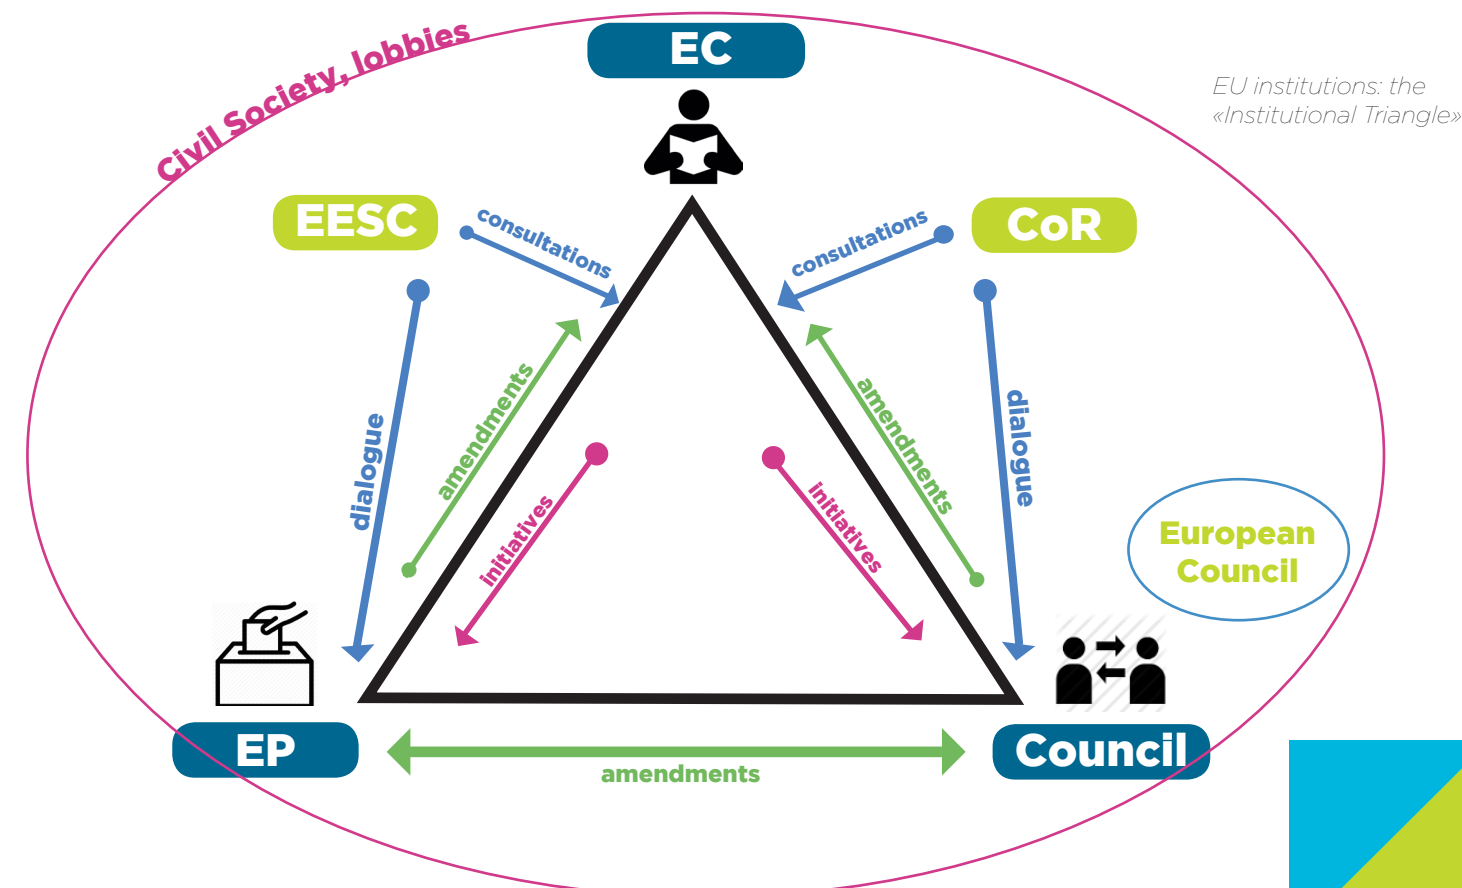 Civil Society, lobbies
EC
EU institutions: the
«Institutional Triangle»
EESC
CoR
consultations
consultations
amendments
amendments
dialogue
dialogue
initiatives
initiatives
European
Council
EP
Council
amendments